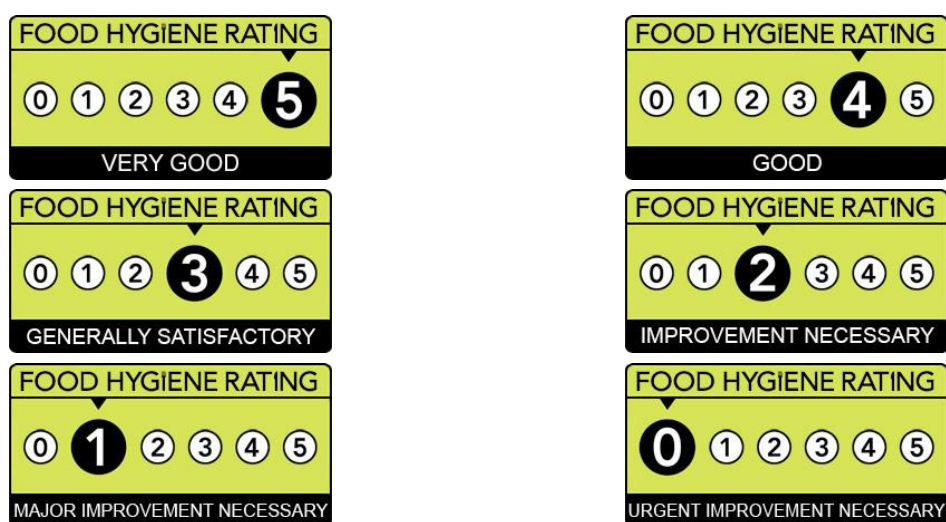 FOOD HYGIENE RATING
0 1 2 3 4 5
VERY GOOD
FOOD HYGIENE RATING
0 1 2 3 4 5
GOOD
FOOD HYGIENE RATING
0 1 2 3 4 5
GENERALLY SATISFACTORY
FOOD HYGIENE RATING
0 1 2 3 4 5
IMPROVEMENT NECESSARY
FOOD HYGIENE RATING
0 1 2 3 4 5
MAJOR IMPROVEMENT NECESSARY
FOOD HYGIENE RATING
0 1 2 3 4 5
URGENT IMPROVEMENT NECESSARY